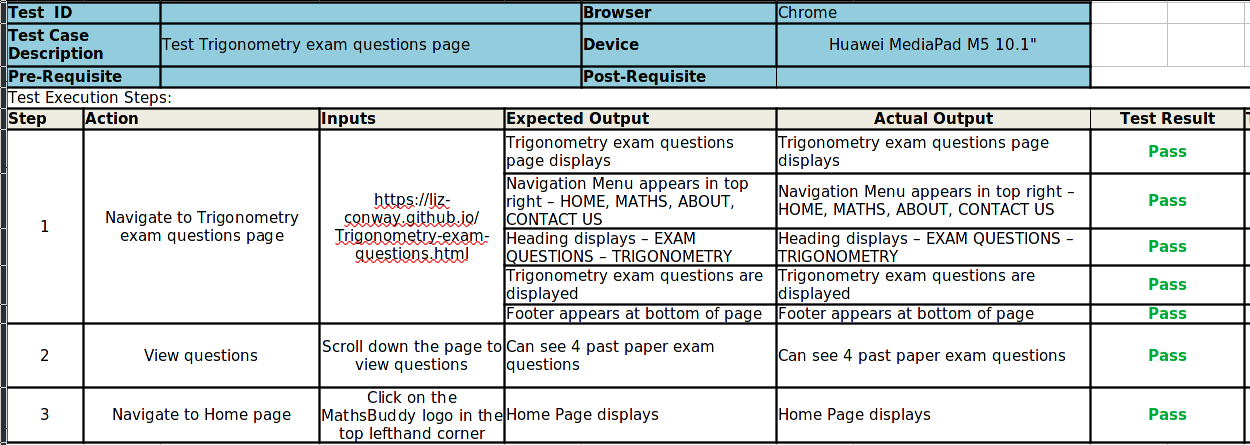 Test  ID
Browser
Chrome
Test Case
Description
Test Trigonometry exam questions page
Device
Huawei MediaPad M5 10.1"
Pre-Requisite
Post-Requisite
Test Execution Steps:
Step
Action
Inputs
Expected Output
Actual Output
Test Result
1
Navigate to Trigonometry
exam questions page
https://liz-
conway.github.io/
Trigonometry-exam-
questions.html
Trigonometry exam questions
page displays
Trigonometry exam questions page
displays
Pass
Navigation Menu appears in top
right – HOME, MATHS, ABOUT,
CONTACT US
Navigation Menu appears in top right –
HOME, MATHS, ABOUT, CONTACT US
Pass
Heading displays – EXAM
QUESTIONS – TRIGONOMETRY
Heading displays – EXAM QUESTIONS –
TRIGONOMETRY
Pass
Trigonometry exam questions are
displayed
Trigonometry exam questions are
displayed
Pass
Footer appears at bottom of page
Footer appears at bottom of page
Pass
2
View questions
Scroll down the page to
view questions
Can see 4 past paper exam
questions
Can see 4 past paper exam questions
Pass
3
Navigate to Home page
Click on the
MathsBuddy logo in the
top lefthand corner
Home Page displays
Home Page displays
Pass